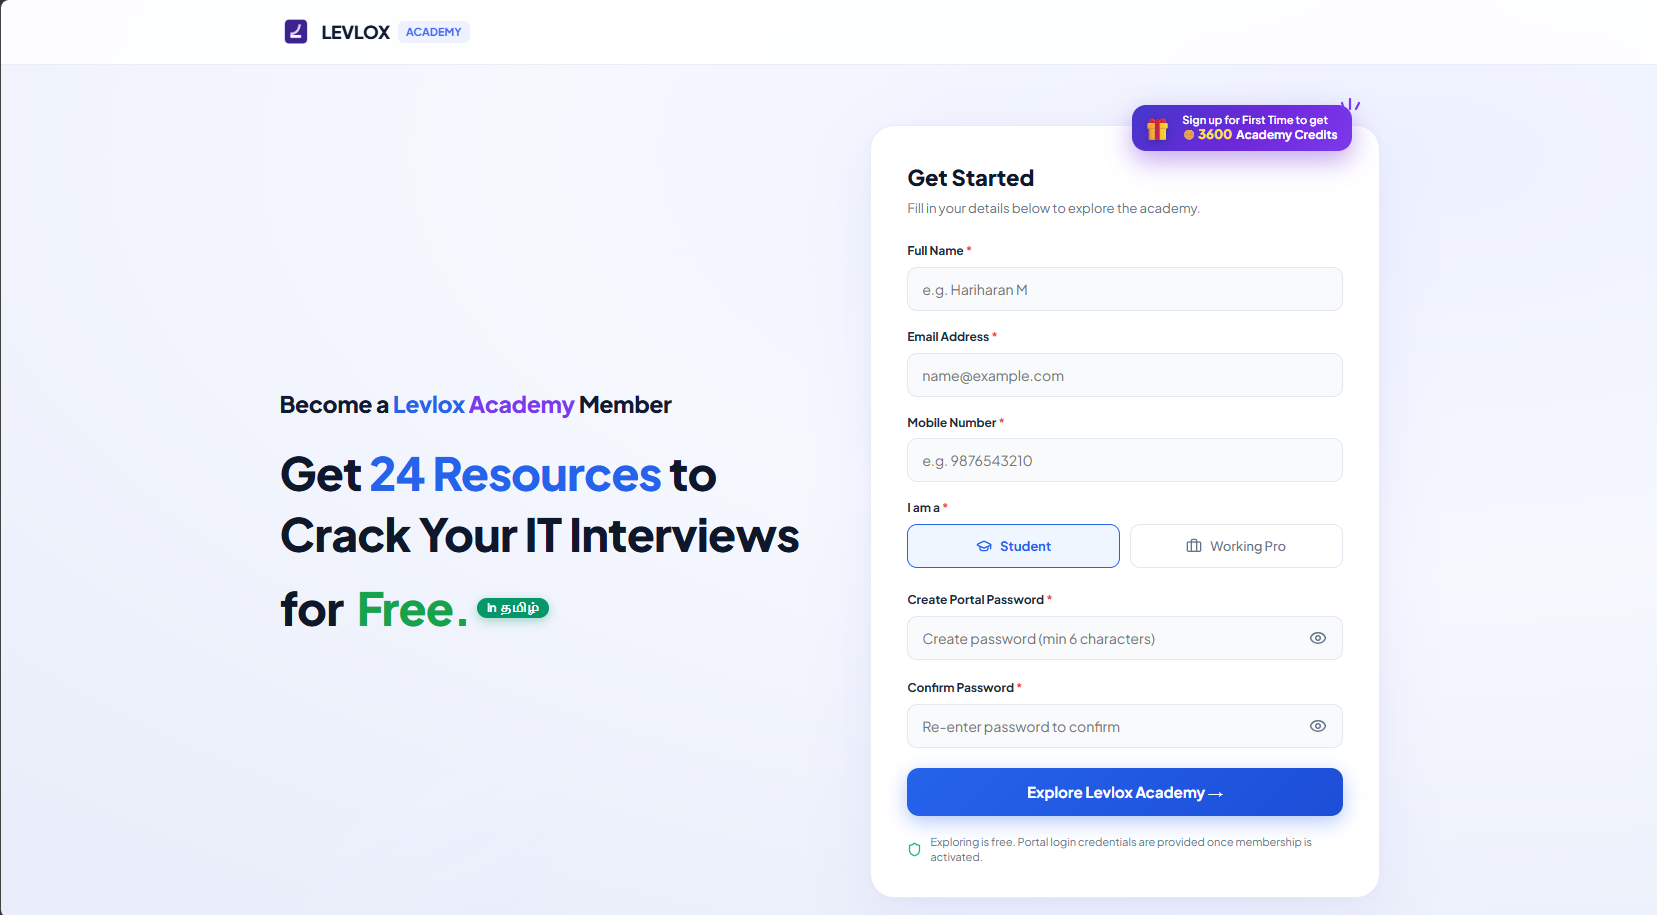 LEVLOX ACADEMY
Become a Levlox Academy Member
Get 24 Resources to
Crack Your IT Interviews
for Free. In தமிழ்
Sign up for First Time to get
3600 Academy Credits
Get Started
Fill in your details below to explore the academy.
Full Name *
e.g. Hariharan M
Email Address *
name@example.com
Mobile Number *
e.g. 9876543210
I am a *
Student
Working Pro
Create Portal Password *
Create password (min 6 characters)
Confirm Password *
Re-enter password to confirm
Explore Levlox Academy →
Exploring is free. Portal login credentials are provided once membership is
activated.